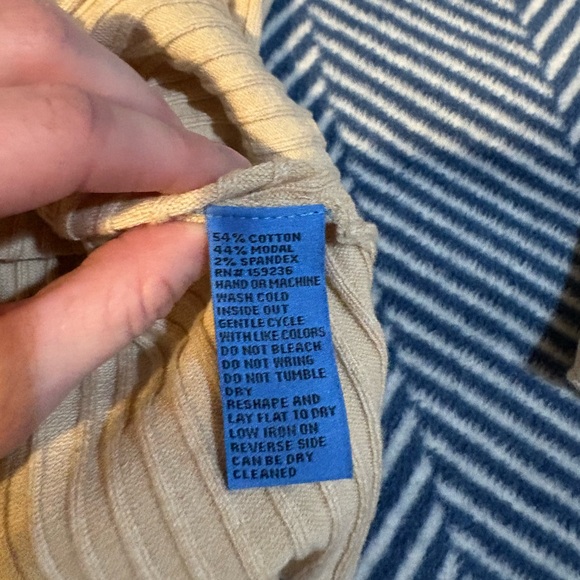 54% COTTON
44% MODAL
2% SPANDEX
RN# 159236
HAND OR MACHINE
WASH COLD
INSIDE OUT
GENTLE CYCLE
WITH LIKE COLORS
DO NOT BLEACH
DO NOT WRING
DO NOT TUMBLE
DRY
RESHAPE AND
LAY FLAT TO DRY
LOW IRON ON
REVERSE SIDE
CAN BE DRY
CLEANED